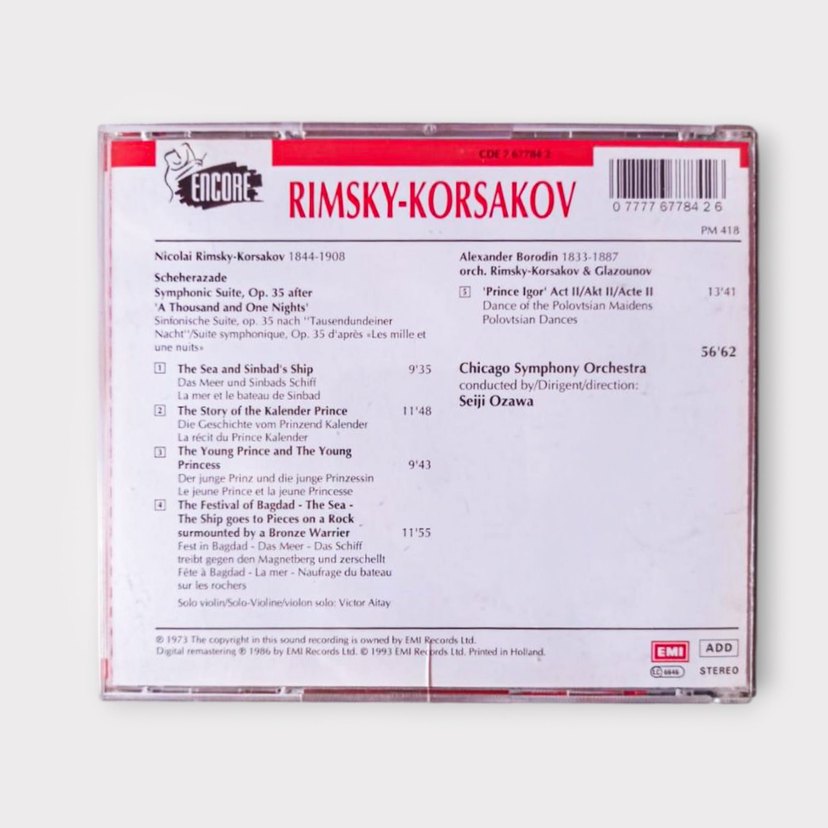 CDE 7 67784 2
ENCORE
RIMSKY-KORSAKOV
0 7777 67784 2 6
PM 418
Nicolai Rimsky-Korsakov 1844-1908
Scheherazade
Symphonic Suite, Op. 35 after
'A Thousand and One Nights'
Sinfonische Suite, op. 35 nach "Tausendundeiner
Nacht"/Suite symphonique, Op. 35 d'après «Les mille et
une nuits»
1 The Sea and Sinbad's Ship 9'35
Das Meer und Sinbads Schiff
La mer et le bateau de Sinbad
2 The Story of the Kalender Prince 11'48
Die Geschichte vom Prinzend Kalender
La récit du Prince Kalender
3 The Young Prince and The Young
Princess 9'43
Der junge Prinz und die junge Prinzessin
Le jeune Prince et la jeune Princesse
4 The Festival of Bagdad - The Sea -
The Ship goes to Pieces on a Rock
surmounted by a Bronze Warrier 11'55
Fest in Bagdad - Das Meer - Das Schiff
treibt gegen den Magnetberg und zerschellt
Fête à Bagdad - La mer - Naufrage du bateau
sur les rochers
Solo violin/Solo-Violine/violon solo: Victor Aitay
Alexander Borodin 1833-1887
orch. Rimsky-Korsakov & Glazounov
5 'Prince Igor' Act II/Akt II/Acte II 13'41
Dance of the Polovtsian Maidens
Polovtsian Dances
56'62
Chicago Symphony Orchestra
conducted by/Dirigent/direction:
Seiji Ozawa
℗ 1973 The copyright in this sound recording is owned by EMI Records Ltd.
Digital remastering ℗ 1986 by EMI Records Ltd. © 1993 EMI Records Ltd. Printed in Holland.
EMI
ADD
LC 6646
STEREO